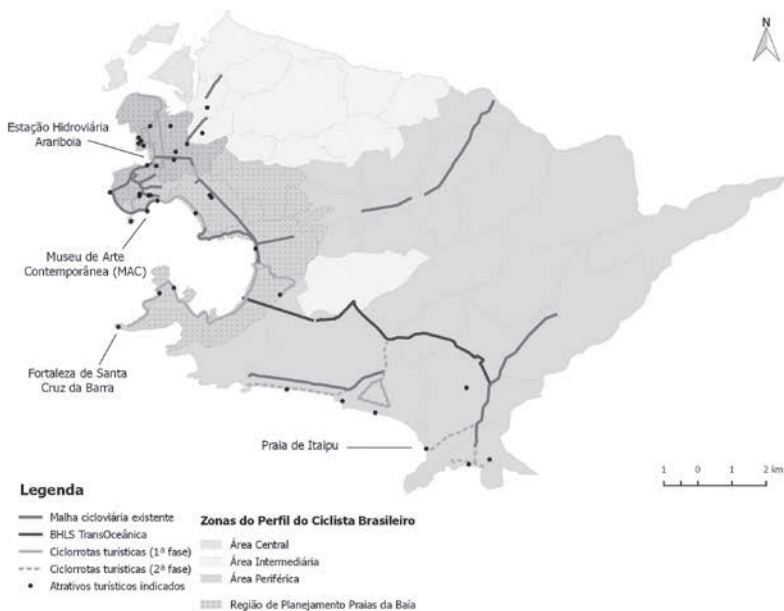 N
Estação Hidroviária
Arariboia
Museu de Arte
Contemporânea (MAC)
Fortaleza de Santa
Cruz da Barra
Praia de Itaipu
1 0 1 2 km
Legenda
Malha cicloviária existente
BHLS TransOceânica
Ciclorrotas turísticas (1ª fase)
Ciclorrotas turísticas (2ª fase)
Atrativos turísticos indicados
Zonas do Perfil do Ciclista Brasileiro
Área Central
Área Intermediária
Área Periférica
Região de Planejamento Praias da Baía